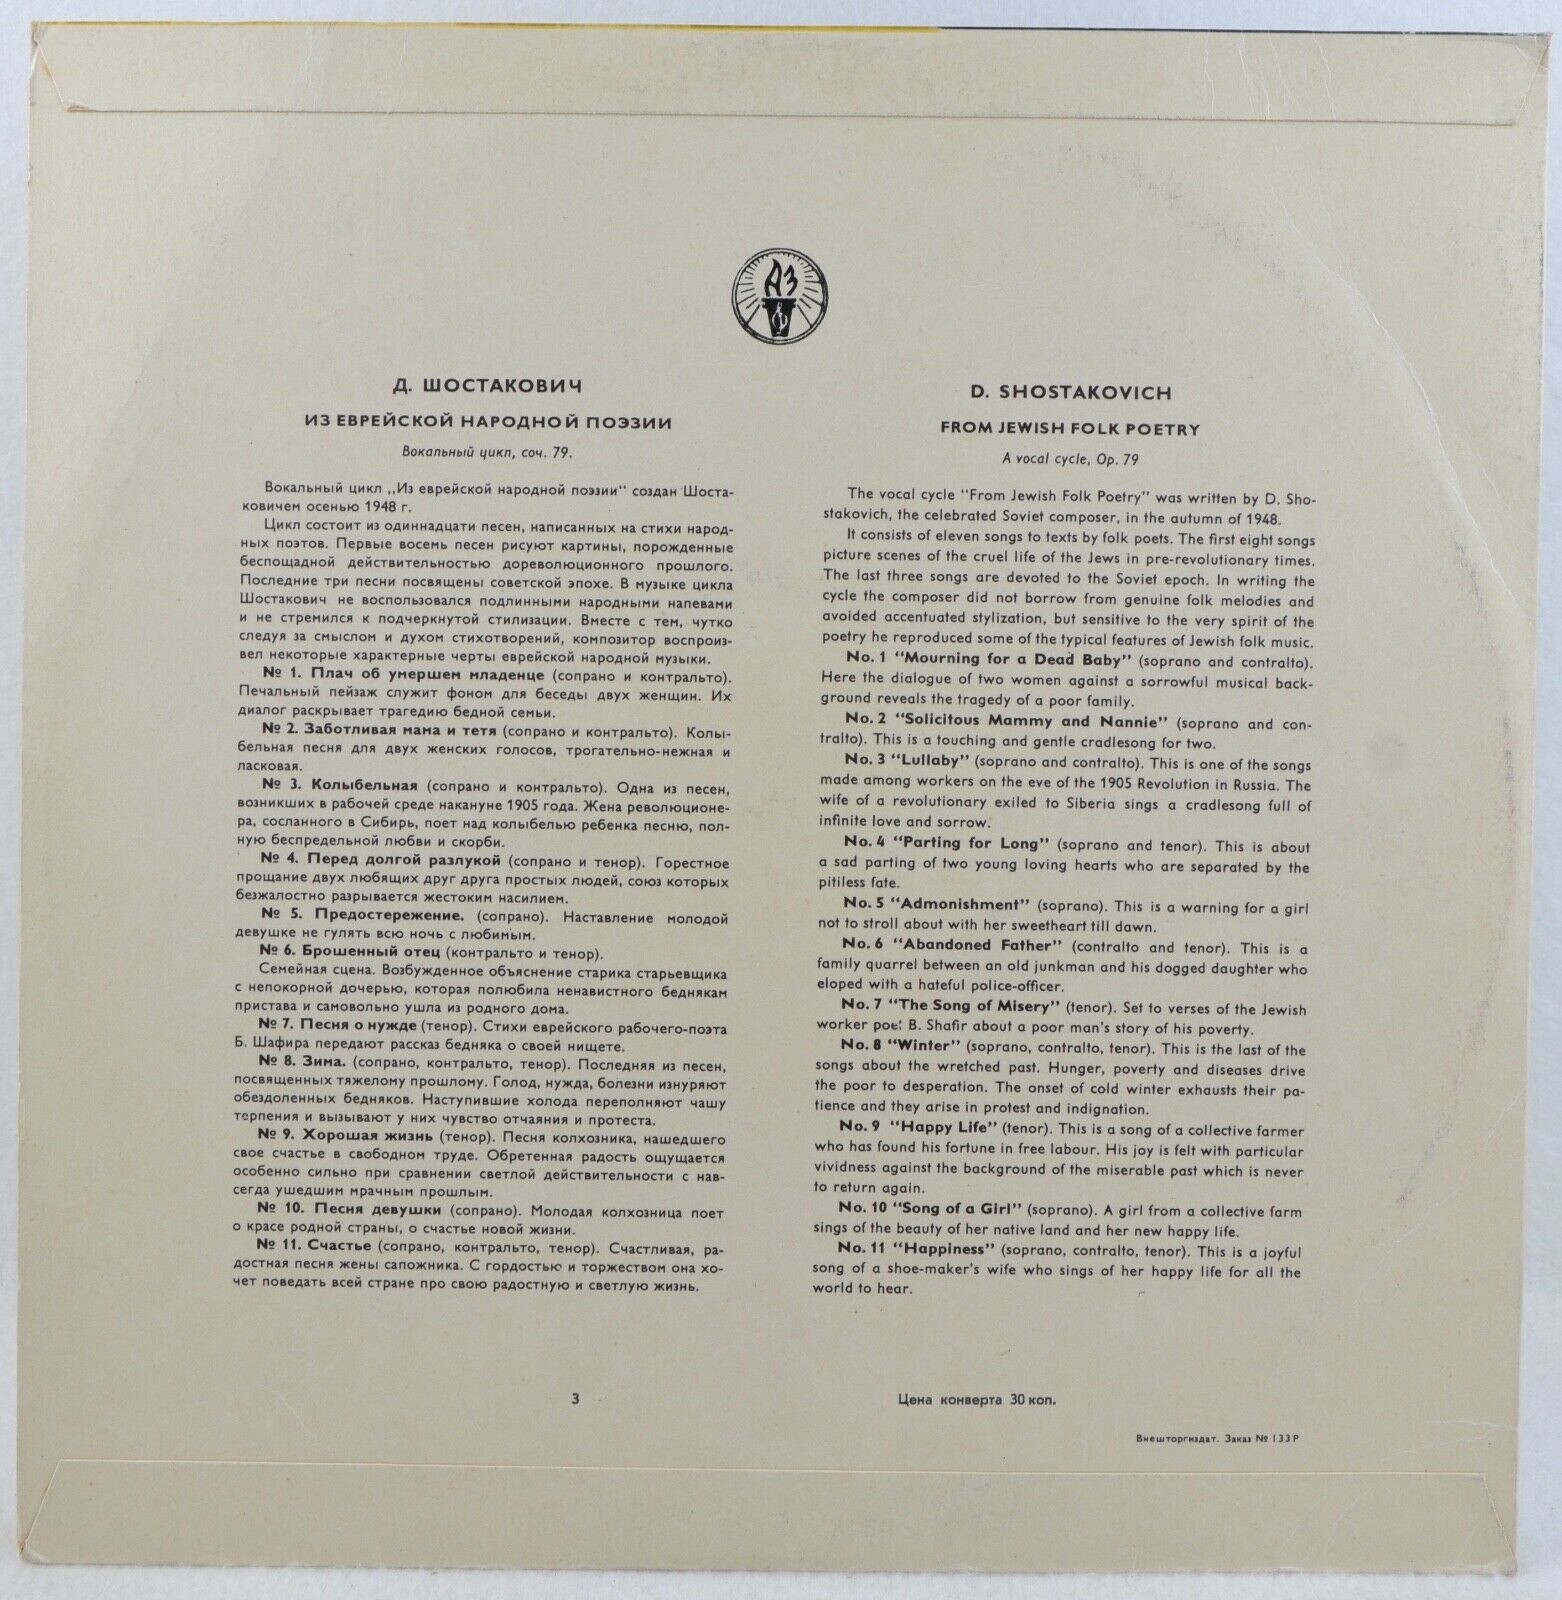 АЗ
Д. ШОСТАКОВИЧ
ИЗ ЕВРЕЙСКОЙ НАРОДНОЙ ПОЭЗИИ
Вокальный цикл, соч. 79.
Вокальный цикл „Из еврейской народной поэзии" создан Шоста-
ковичем осенью 1948 г.
Цикл состоит из одиннадцати песен, написанных на стихи народ-
ных поэтов. Первые восемь песен рисуют картины, порожденные
беспощадной действительностью дореволюционного прошлого.
Последние три песни посвящены советской эпохе. В музыке цикла
Шостакович не воспользовался подлинными народными напевами
и не стремился к подчеркнутой стилизации. Вместе с тем, чутко
следуя за смыслом и духом стихотворений, композитор воспроиз-
вел некоторые характерные черты еврейской народной музыки.
№ 1. Плач об умершем младенце (сопрано и контральто).
Печальный пейзаж служит фоном для беседы двух женщин. Их
диалог раскрывает трагедию бедной семьи.
№ 2. Заботливая мама и тетя (сопрано и контральто). Колы-
бельная песня для двух женских голосов, трогательно-нежная и
ласковая.
№ 3. Колыбельная (сопрано и контральто). Одна из песен,
возникших в рабочей среде накануне 1905 года. Жена революционе-
ра, сосланного в Сибирь, поет над колыбелью ребенка песню, пол-
ную беспредельной любви и скорби.
№ 4. Перед долгой разлукой (сопрано и тенор). Горестное
прощание двух любящих друг друга простых людей, союз которых
безжалостно разрывается жестоким насилием.
№ 5. Предостережение. (сопрано). Наставление молодой
девушке не гулять всю ночь с любимым.
№ 6. Брошенный отец (контральто и тенор).
Семейная сцена. Возбужденное объяснение старика старьевщика
с непокорной дочерью, которая полюбила ненавистного беднякам
пристава и самовольно ушла из родного дома.
№ 7. Песня о нужде (тенор). Стихи еврейского рабочего-поэта
Б. Шафира передают рассказ бедняка о своей нищете.
№ 8. Зима. (сопрано, контральто, тенор). Последняя из песен,
посвященных тяжелому прошлому. Голод, нужда, болезни изнуряют
обездоленных бедняков. Наступившие холода переполняют чашу
терпения и вызывают у них чувство отчаяния и протеста.
№ 9. Хорошая жизнь (тенор). Песня колхозника, нашедшего
свое счастье в свободном труде. Обретенная радость ощущается
особенно сильно при сравнении светлой действительности с нав-
сегда ушедшим мрачным прошлым.
№ 10. Песня девушки (сопрано). Молодая колхозница поет
о красе родной страны, о счастье новой жизни.
№ 11. Счастье (сопрано, контральто, тенор). Счастливая, ра-
достная песня жены сапожника. С гордостью и торжеством она хо-
чет поведать всей стране про свою радостную и светлую жизнь.
3
D. SHOSTAKOVICH
FROM JEWISH FOLK POETRY
A vocal cycle, Op. 79
The vocal cycle "From Jewish Folk Poetry" was written by D. Sho-
stakovich, the celebrated Soviet composer, in the autumn of 1948.
It consists of eleven songs to texts by folk poets. The first eight songs
picture scenes of the cruel life of the Jews in pre-revolutionary times.
The last three songs are devoted to the Soviet epoch. In writing the
cycle the composer did not borrow from genuine folk melodies and
avoided accentuated stylization, but sensitive to the very spirit of the
poetry he reproduced some of the typical features of Jewish folk music.
No. 1 "Mourning for a Dead Baby" (soprano and contralto).
Here the dialogue of two women against a sorrowful musical back-
ground reveals the tragedy of a poor family.
No. 2 "Solicitous Mammy and Nannie" (soprano and con-
tralto). This is a touching and gentle cradlesong for two.
No. 3 "Lullaby" (soprano and contralto). This is one of the songs
made among workers on the eve of the 1905 Revolution in Russia. The
wife of a revolutionary exiled to Siberia sings a cradlesong full of
infinite love and sorrow.
No. 4 "Parting for Long" (soprano and tenor). This is about
a sad parting of two young loving hearts who are separated by the
pitiless fate.
No. 5 "Admonishment" (soprano). This is a warning for a girl
not to stroll about with her sweetheart till dawn.
No. 6 "Abandoned Father" (contralto and tenor). This is a
family quarrel between an old junkman and his dogged daughter who
eloped with a hateful police-officer.
No. 7 "The Song of Misery" (tenor). Set to verses of the Jewish
worker poet B. Shafir about a poor man's story of his poverty.
No. 8 "Winter" (soprano, contralto, tenor). This is the last of the
songs about the wretched past. Hunger, poverty and diseases drive
the poor to desperation. The onset of cold winter exhausts their pa-
tience and they arise in protest and indignation.
No. 9 "Happy Life" (tenor). This is a song of a collective farmer
who has found his fortune in free labour. His joy is felt with particular
vividness against the background of the miserable past which is never
to return again.
No. 10 "Song of a Girl" (soprano). A girl from a collective farm
sings of the beauty of her native land and her new happy life.
No. 11 "Happiness" (soprano, contralto, tenor). This is a joyful
song of a shoe-maker's wife who sings of her happy life for all the
world to hear.
Цена конверта 30 коп.
Внешторгиздат. Заказ № 133Р